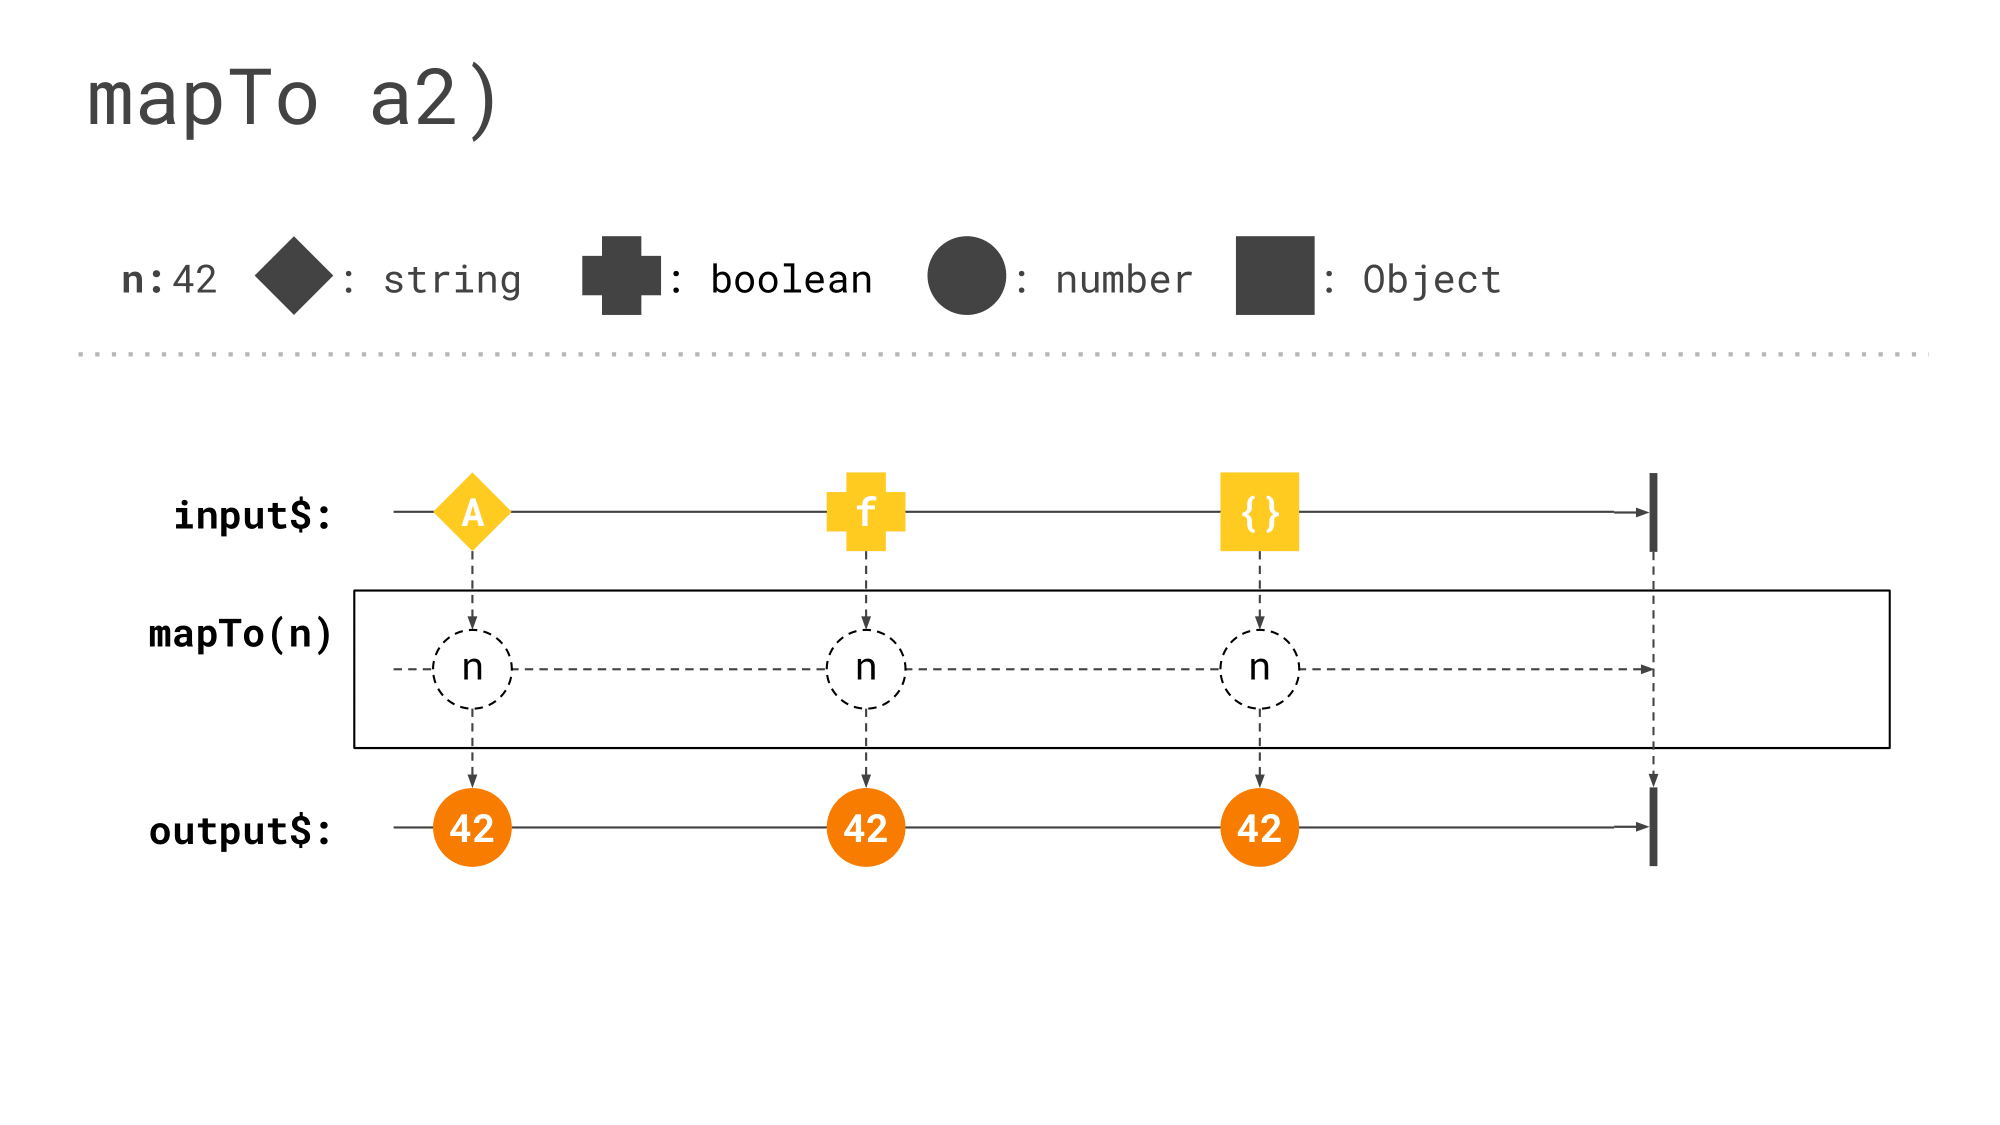 mapTo a2)
n:42 : string : boolean : number : Object
input$: A f {}
mapTo(n) n n n
output$: 42 42 42